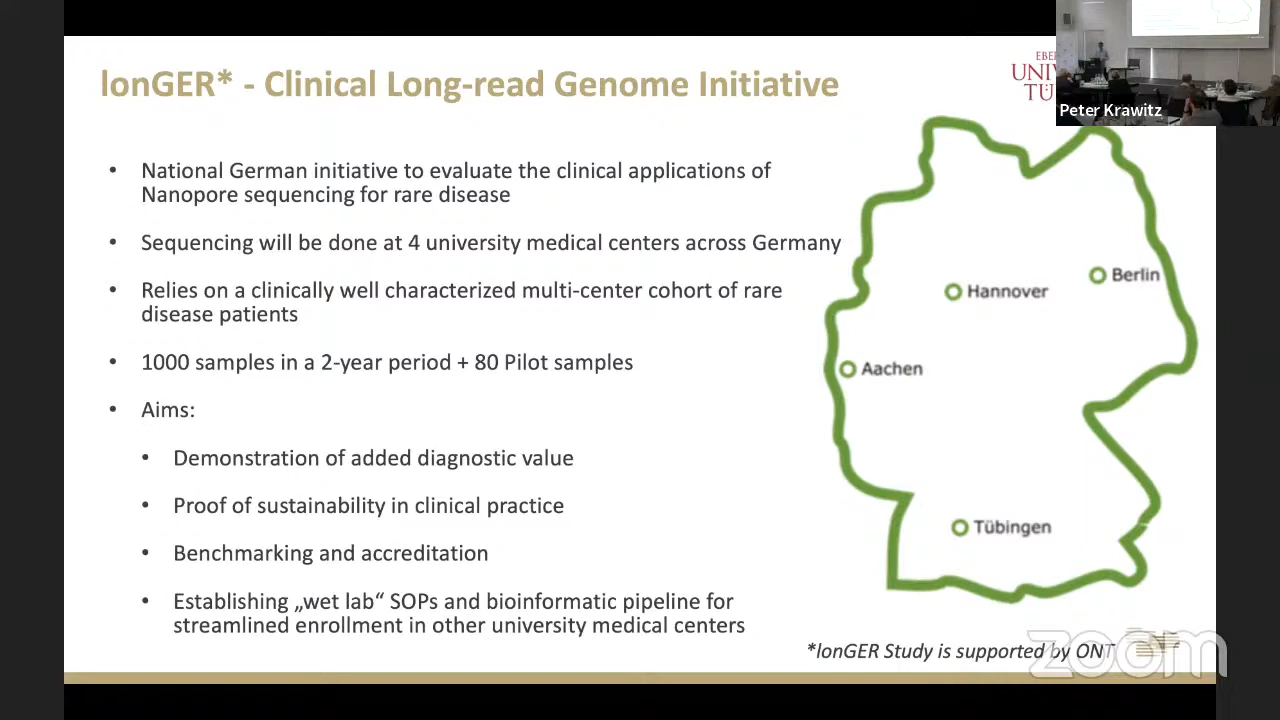 lonGER* - Clinical Long-read Genome Initiative
EBE
UNIV
TÜ
Peter Krawitz
• National German initiative to evaluate the clinical applications of
Nanopore sequencing for rare disease
• Sequencing will be done at 4 university medical centers across Germany
• Relies on a clinically well characterized multi-center cohort of rare
disease patients
• 1000 samples in a 2-year period + 80 Pilot samples
• Aims:
• Demonstration of added diagnostic value
• Proof of sustainability in clinical practice
• Benchmarking and accreditation
• Establishing „wet lab“ SOPs and bioinformatic pipeline for
streamlined enrollment in other university medical centers
Berlin
Hannover
Aachen
Tübingen
*lonGER Study is supported by ONT
zoom